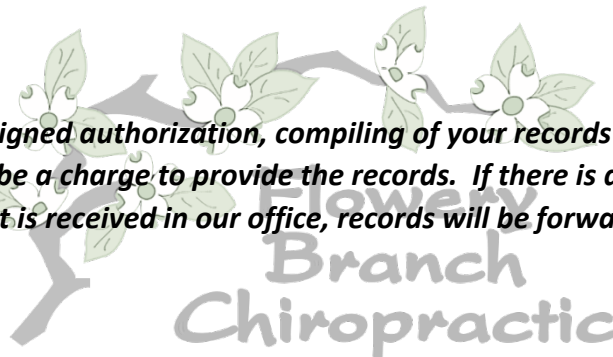 igned authorization, compiling of your records
be a charge to provide the records.  If there is a
t is received in our office, records will be forwa
Flowery
Branch
Chiropractic